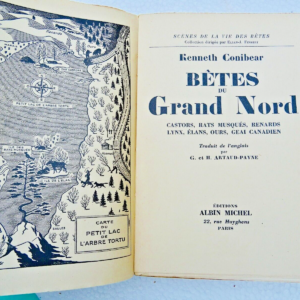 CARTE
DU
PETIT LAC
DE
L'ARBRE TORTU
SCÈNES DE LA VIE DES BÊTES
Kenneth Conibear
BÊTES
DU
Grand Nord
CASTORS, RATS MUSQUÉS, RENARDS
LYNX, ÉLANS, OURS, GEAI CANADIEN
Traduit de l'anglais
par
G. et H. ARTAUD-PAYNE
ÉDITIONS
ALBIN MICHEL
22, rue Huyghens
PARIS